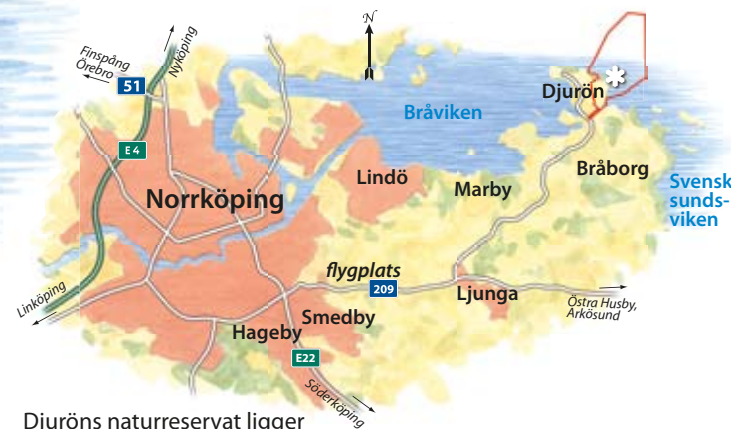 N
Finspång
Örebro
Nyköping
51
Djurön
E 4
Bråviken
Lindö
Bråborg
Marby
Svensk
sunds-
viken
Norrköping
flygplats
209
Ljunga
Linköping
Östra Husby,
Arkösund
Smedby
Hageby
E22
Söderköping
Djuröns naturreservat ligger